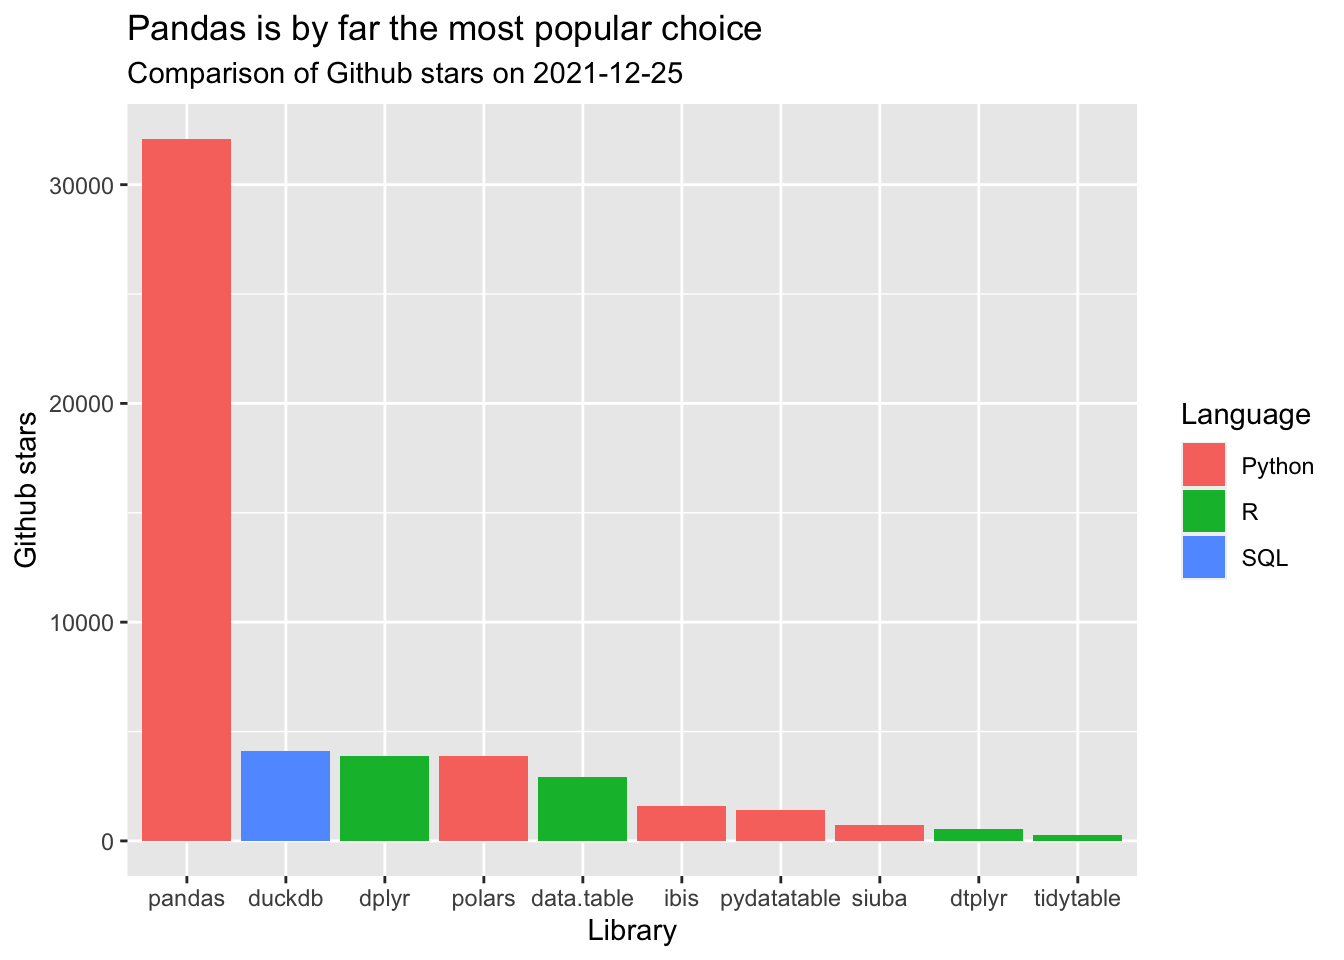 Pandas is by far the most popular choice
Comparison of Github stars on 2021-12-25
30000
20000
10000
0
Github stars
pandas duckdb dplyr polars data.table ibis pydatatable siuba dtplyr tidytable
Library
Language
Python
R
SQL